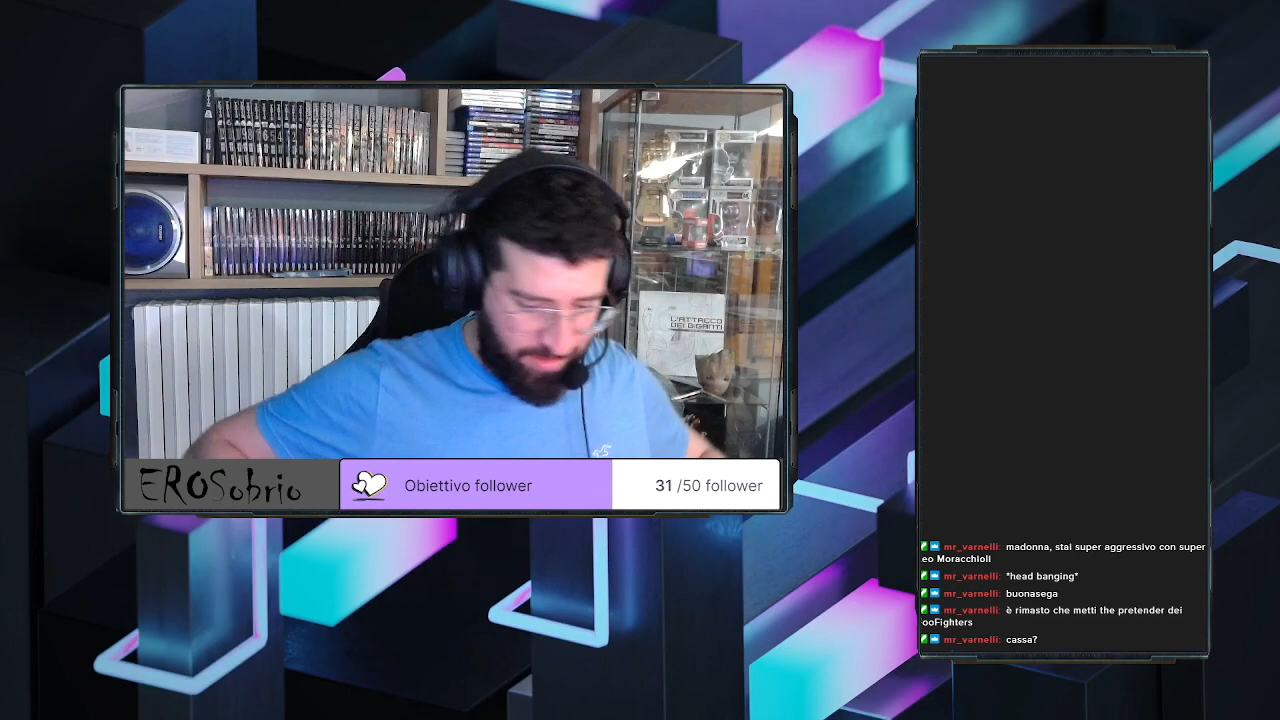 L'ATTACCO
DEI GIGANTI
EROSobrio
Obiettivo follower
31 /50 follower
mr_varnelli: madonna, stai super aggressivo con super
eo Moracchioli
mr_varnelli: *head banging*
mr_varnelli: buonasega
mr_varnelli: è rimasto che metti the pretender dei
ooFighters
mr_varnelli: cassa?